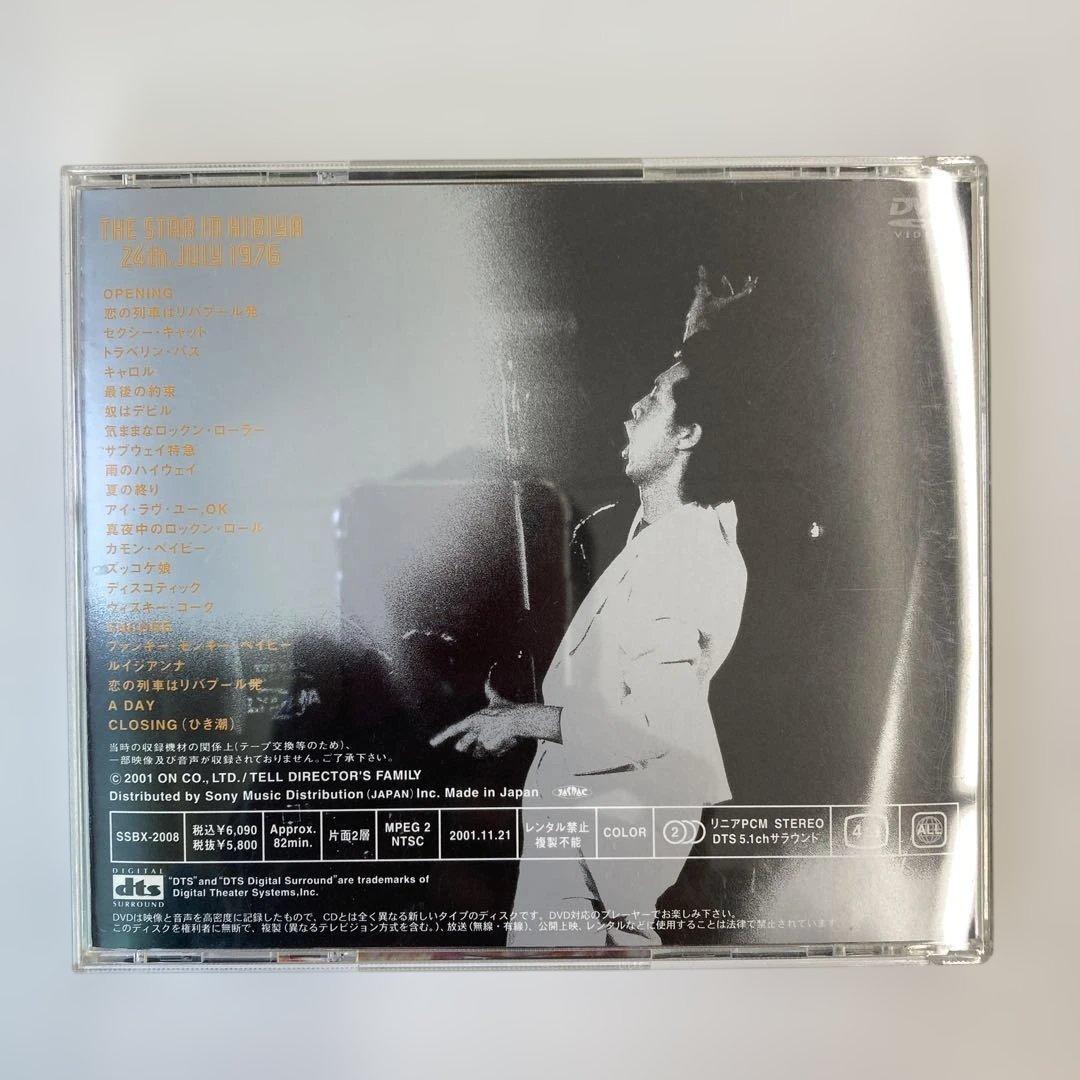 THE STAR IN HIBIYA
24th. JULY 1976
DVD
VIDEO
OPENING
恋の列車はリバプール発
セクシー・キャット
トラベリン・バス
キャロル
最後の約束
奴はデビル
気ままなロックン・ローラー
サブウェイ特急
雨のハイウェイ
夏の終り
アイ・ラヴ・ユー,OK
真夜中のロックン・ロール
カモン・ベイビー
ズッコケ娘
ディスコティック
ウィスキー・コーク
ファンキー・モンキー・ベイビー
ルイジアンナ
恋の列車はリバプール発
A DAY
CLOSING (ひき潮)
当時の収録機材の関係上(テープ交換等のため)、
一部映像及び音声が収録されておりません。ご了承下さい。
© 2001 ON CO., LTD. / TELL DIRECTOR'S FAMILY
Distributed by Sony Music Distribution (JAPAN) Inc. Made in Japan
SSBX-2008
税込¥6,090
税抜¥5,800
Approx.
82min.
片面2層
MPEG 2
NTSC
2001.11.21
レンタル禁止
複製不能
COLOR
2
リニアPCM STEREO
DTS 5.1chサラウンド
4:3
ALL
DIGITAL
dts
SURROUND
"DTS" and "DTS Digital Surround" are trademarks of
Digital Theater Systems,Inc.
DVDは映像と音声を高密度に記録したもので、CDとは全く異なる新しいタイプのディスクです。DVD対応のプレーヤーでお楽しみ下さい。
このディスクを権利者に無断で、複製(異なるテレビジョン方式を含む。)、放送(無線・有線)、公開上映、レンタルなどに使用することは法律で禁止されています。